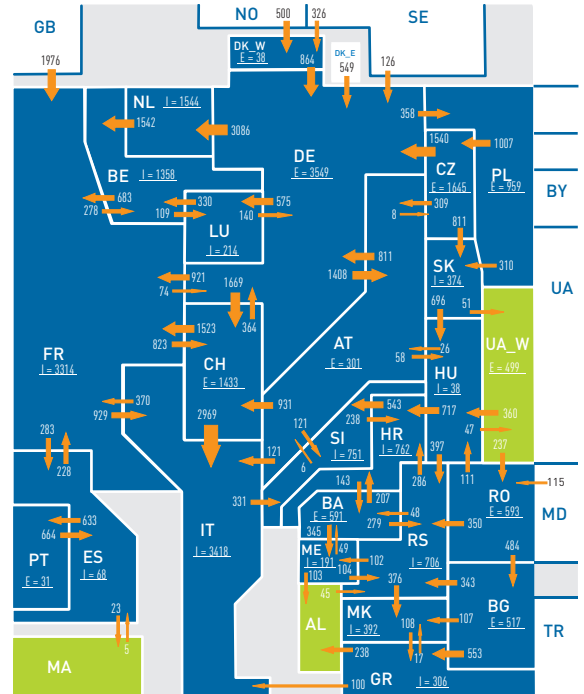 GB
NO
500
326
SE
DK_W
E = 38
DK_E
549
1976
864
126
NL
I = 1544
1542
3086
358
1540
1007
DE
E = 3549
CZ
E = 1645
PL
E = 959
BE
I = 1358
BY
683
278
330
109
575
140
309
8
LU
I = 214
811
SK
I = 374
310
921
74
1669
364
811
1408
UA
696
51
1523
823
AT
E = 301
UA_W
E = 499
FR
I = 3314
CH
E = 1433
26
58
HU
I = 38
370
929
931
543
238
717
360
47
2969
121
6
SI
I = 751
HR
I = 762
283
228
121
286
397
111
237
143
207
RO
E = 593
115
MD
331
BA
E = 591
48
279
RS
I = 706
350
633
664
IT
I = 3418
PT
E = 31
ES
I = 68
345
49
ME
I = 191
102
104
484
103
45
376
343
BG
E = 517
TR
23
5
AL
MK
I = 392
108
17
107
MA
238
553
100
GR
I = 306